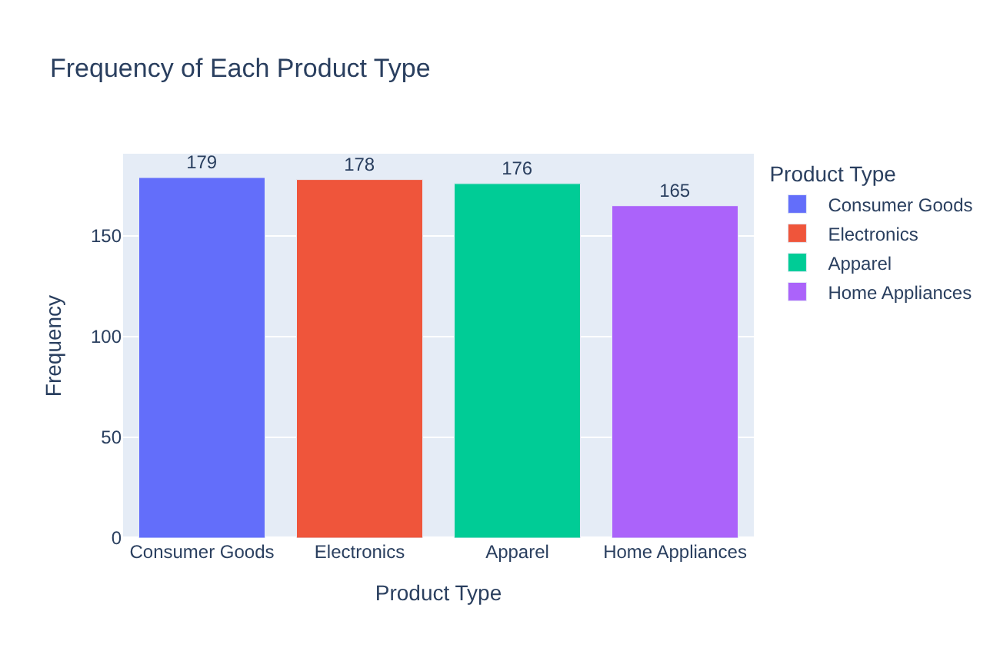 Frequency of Each Product Type
179
178
176
165
150
100
50
0
Frequency
Consumer Goods
Electronics
Apparel
Home Appliances
Product Type
Product Type
Consumer Goods
Electronics
Apparel
Home Appliances